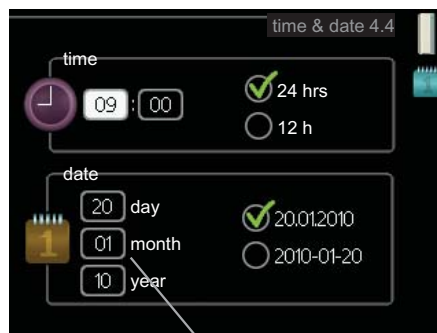 time & date 4.4
time
09 : 00
24 hrs
12 h
date
20 day
01 month
10 year
20.01.2010
2010-01-20
1